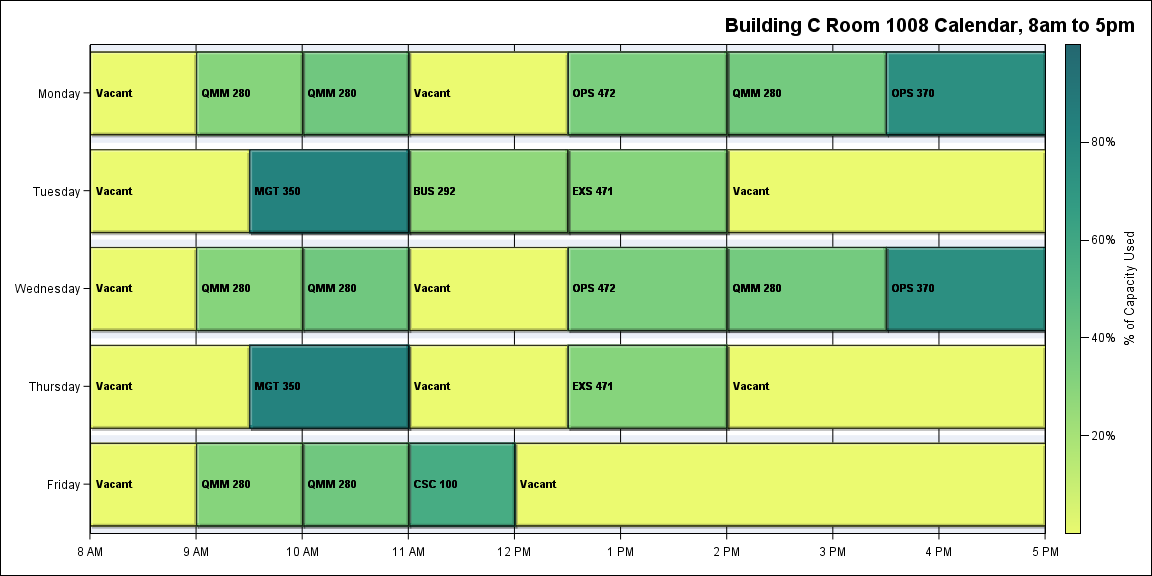 Building C Room 1008 Calendar, 8am to 5pm
Monday
Vacant
QMM 280
QMM 280
Vacant
OPS 472
QMM 280
OPS 370
Tuesday
Vacant
MGT 350
BUS 292
EXS 471
Vacant
Wednesday
Vacant
QMM 280
QMM 280
Vacant
OPS 472
QMM 280
OPS 370
Thursday
Vacant
MGT 350
Vacant
EXS 471
Vacant
Friday
Vacant
QMM 280
QMM 280
CSC 100
Vacant
8 AM
9 AM
10 AM
11 AM
12 PM
1 PM
2 PM
3 PM
4 PM
5 PM
80%
60%
40%
20%
% of Capacity Used